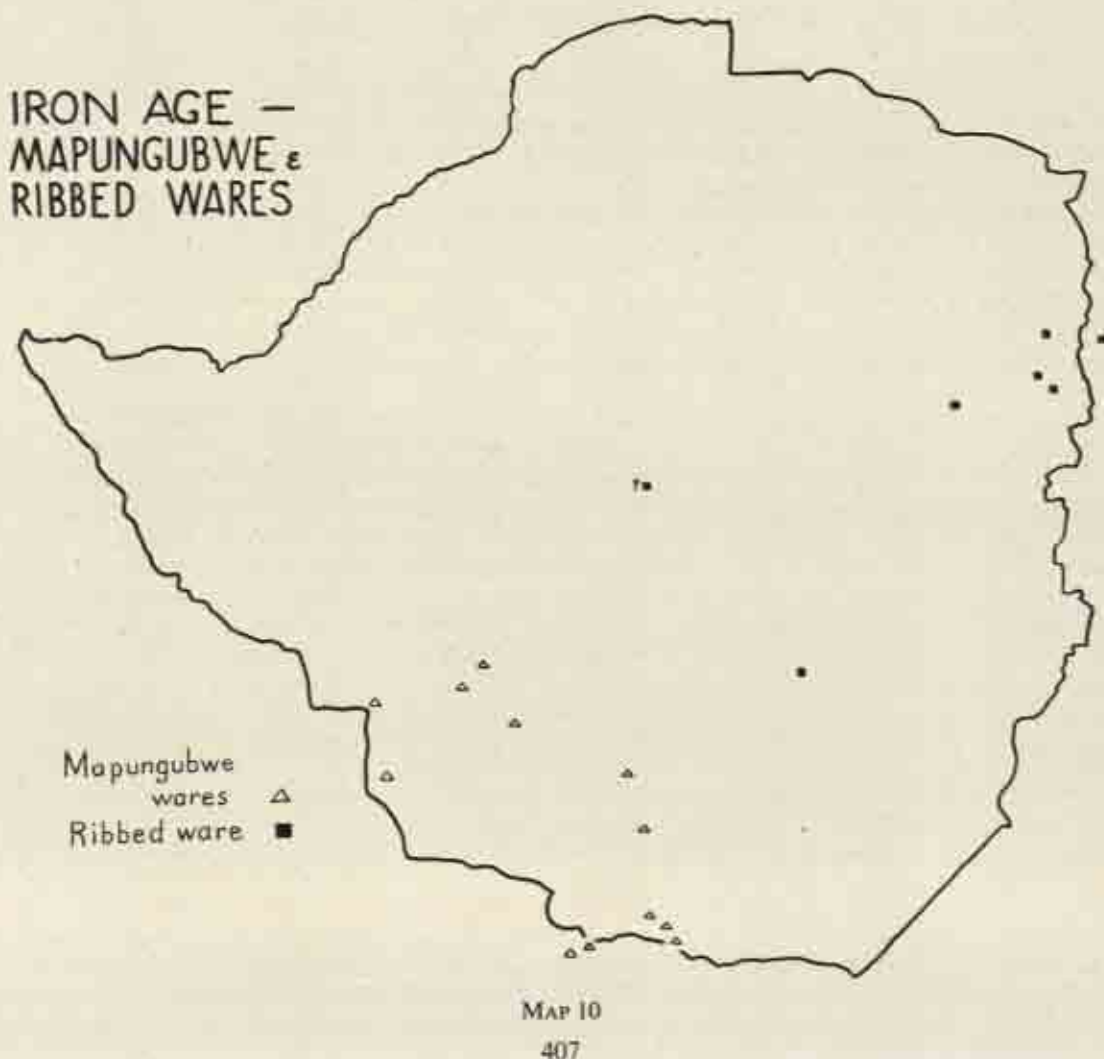 IRON AGE —
MAPUNGUBWE &
RIBBED WARES
?
Mapungubwe
wares
Ribbed ware
MAP 10
407